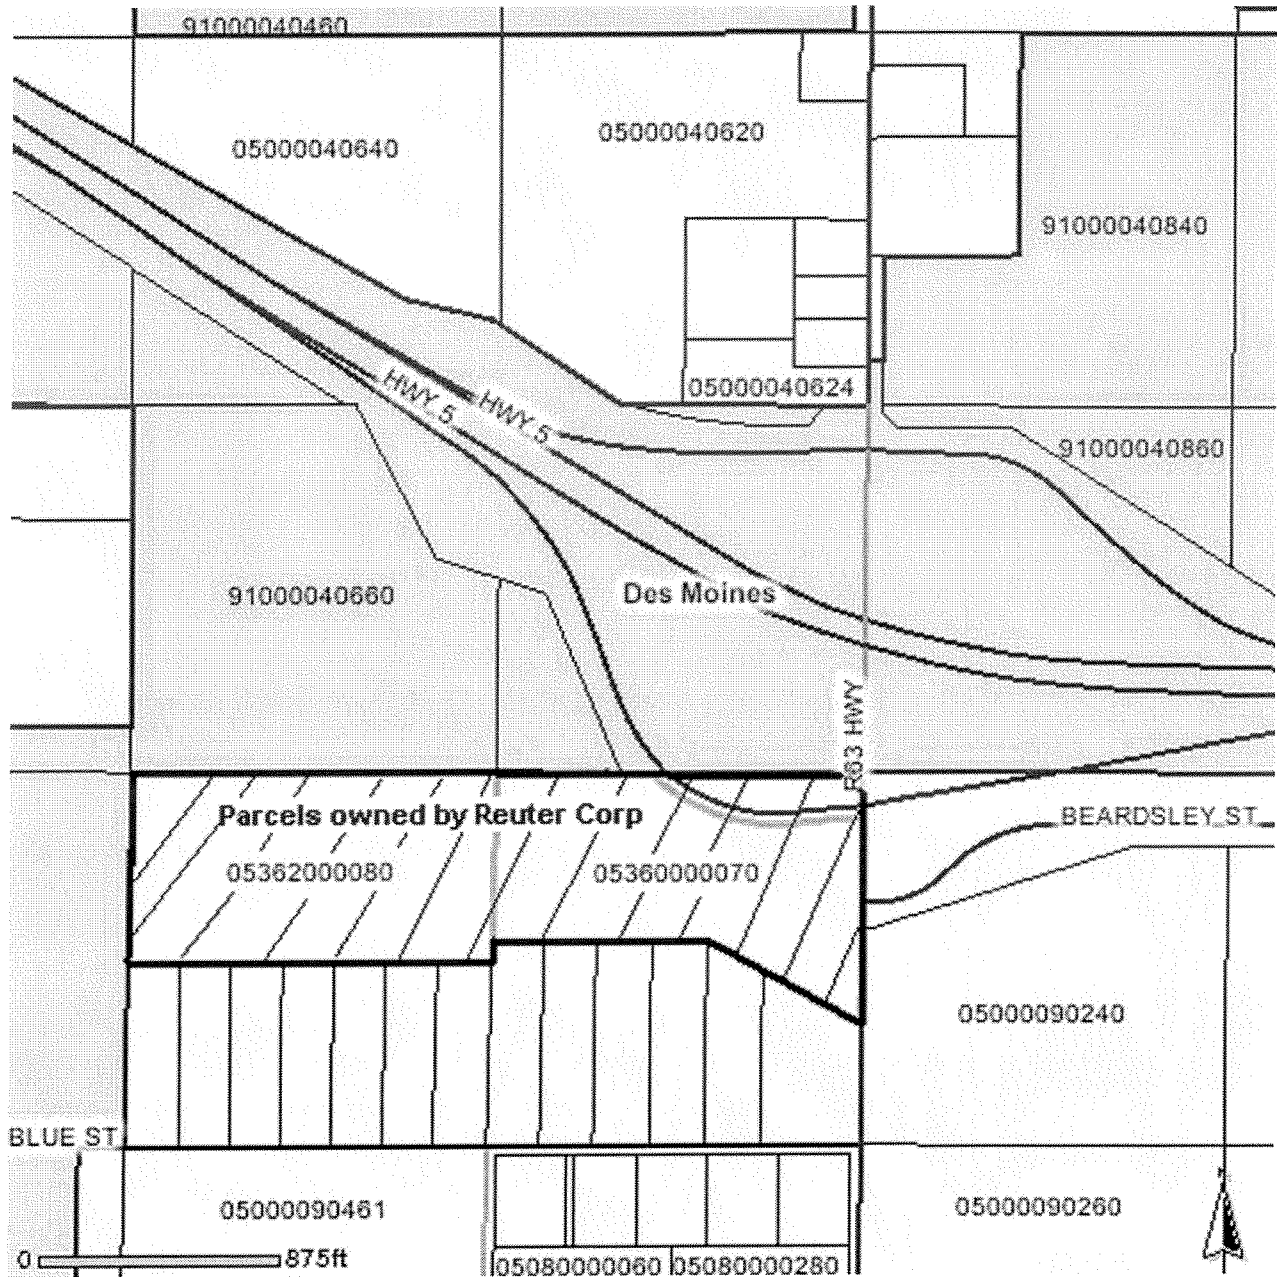 91000040460
05000040640
05000040620
91000040840
HWY 5
HWY 5
05000040624
91000040860
91000040660
Des Moines
R63 HWY
Parcels owned by Reuter Corp
BEARDSLEY ST
05362000080
05360000070
05000090240
BLUE ST
05000090461
05000090260
0
875ft
05080000060
05080000280